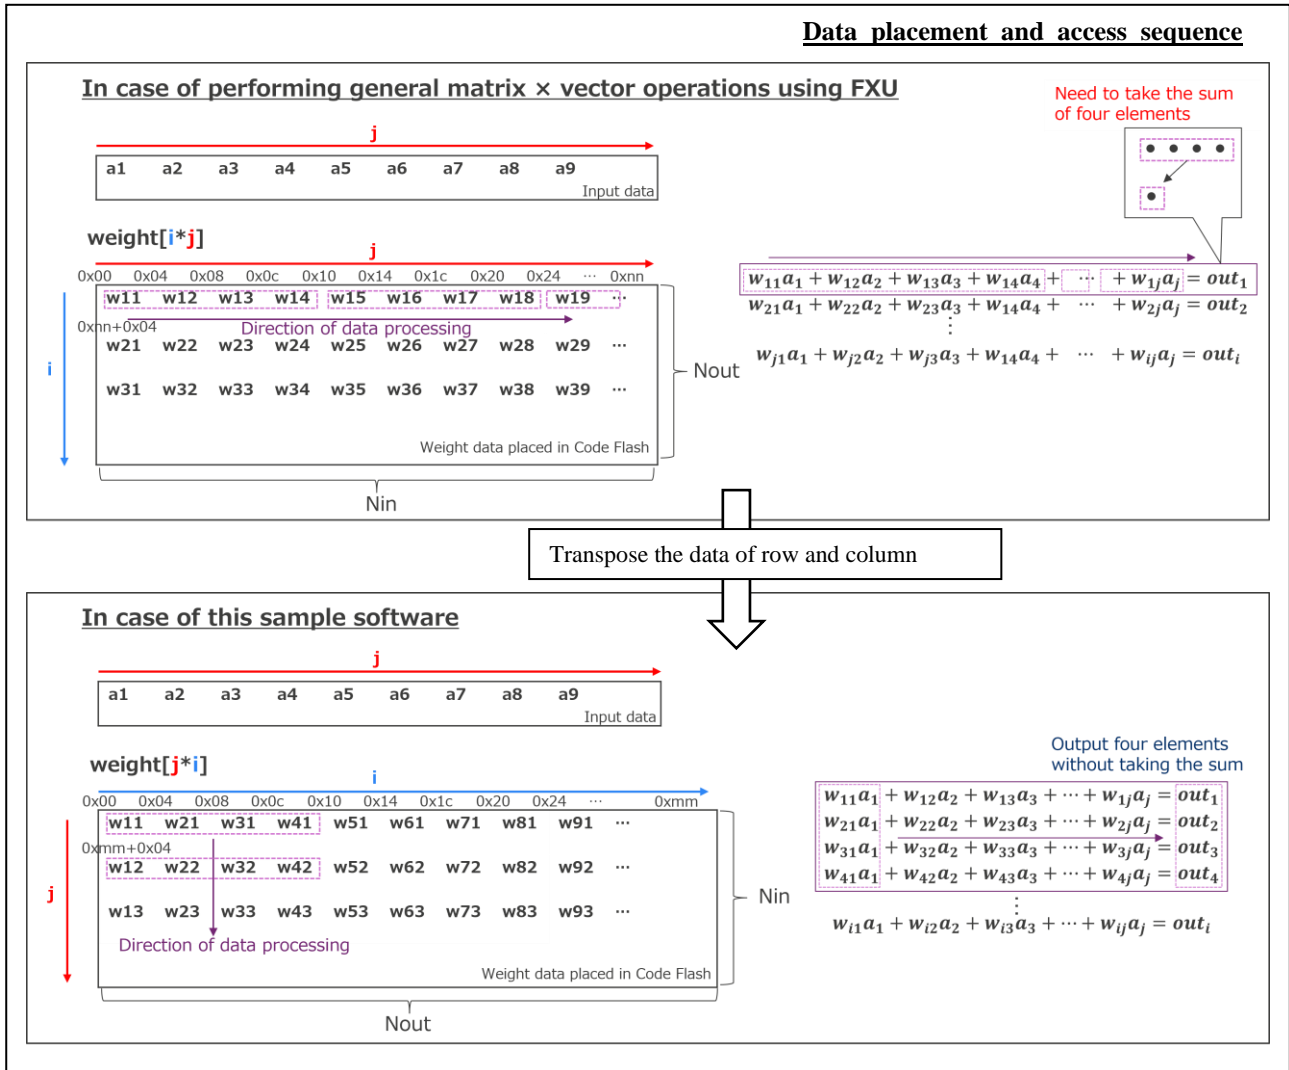 Data placement and access sequence
In case of performing general matrix × vector operations using FXU
Need to take the sum
of four elements
j
a1 a2 a3 a4 a5 a6 a7 a8 a9
Input data
weight[i*j]
j
0x00 0x04 0x08 0x0c 0x10 0x14 0x1c 0x20 0x24 ··· 0xnn
w11 w12 w13 w14 w15 w16 w17 w18 w19 ···
0xnn+0x04
Direction of data processing
w21 w22 w23 w24 w25 w26 w27 w28 w29 ···
i
w31 w32 w33 w34 w35 w36 w37 w38 w39 ···
Nout
Weight data placed in Code Flash
Nin
w₁₁a₁ + w₁₂a₂ + w₁₃a₃ + w₁₄a₄ + ··· + w₁ⱼaⱼ = out₁
w₂₁a₁ + w₂₂a₂ + w₂₃a₃ + w₁₄a₄ + ··· + w₂ⱼaⱼ = out₂
⋮
wⱼ₁a₁ + wⱼ₂a₂ + wⱼ₃a₃ + w₁₄a₄ + ··· + wᵢⱼaⱼ = outᵢ
Transpose the data of row and column
In case of this sample software
j
a1 a2 a3 a4 a5 a6 a7 a8 a9
Input data
weight[j*i]
i
0x00 0x04 0x08 0x0c 0x10 0x14 0x1c 0x20 0x24 ··· 0xmm
w11 w21 w31 w41 w51 w61 w71 w81 w91 ···
0xmm+0x04
w12 w22 w32 w42 w52 w62 w72 w82 w92 ···
j
w13 w23 w33 w43 w53 w63 w73 w83 w93 ···
Nin
Direction of data processing
Weight data placed in Code Flash
Nout
Output four elements
without taking the sum
w₁₁a₁ + w₁₂a₂ + w₁₃a₃ + ··· + w₁ⱼaⱼ = out₁
w₂₁a₁ + w₂₂a₂ + w₂₃a₃ + ··· + w₂ⱼaⱼ = out₂
w₃₁a₁ + w₃₂a₂ + w₃₃a₃ + ··· + w₃ⱼaⱼ = out₃
w₄₁a₁ + w₄₂a₂ + w₄₃a₃ + ··· + w₄ⱼaⱼ = out₄
⋮
wᵢ₁a₁ + wᵢ₂a₂ + wᵢ₃a₃ + ··· + wᵢⱼaⱼ = outᵢ